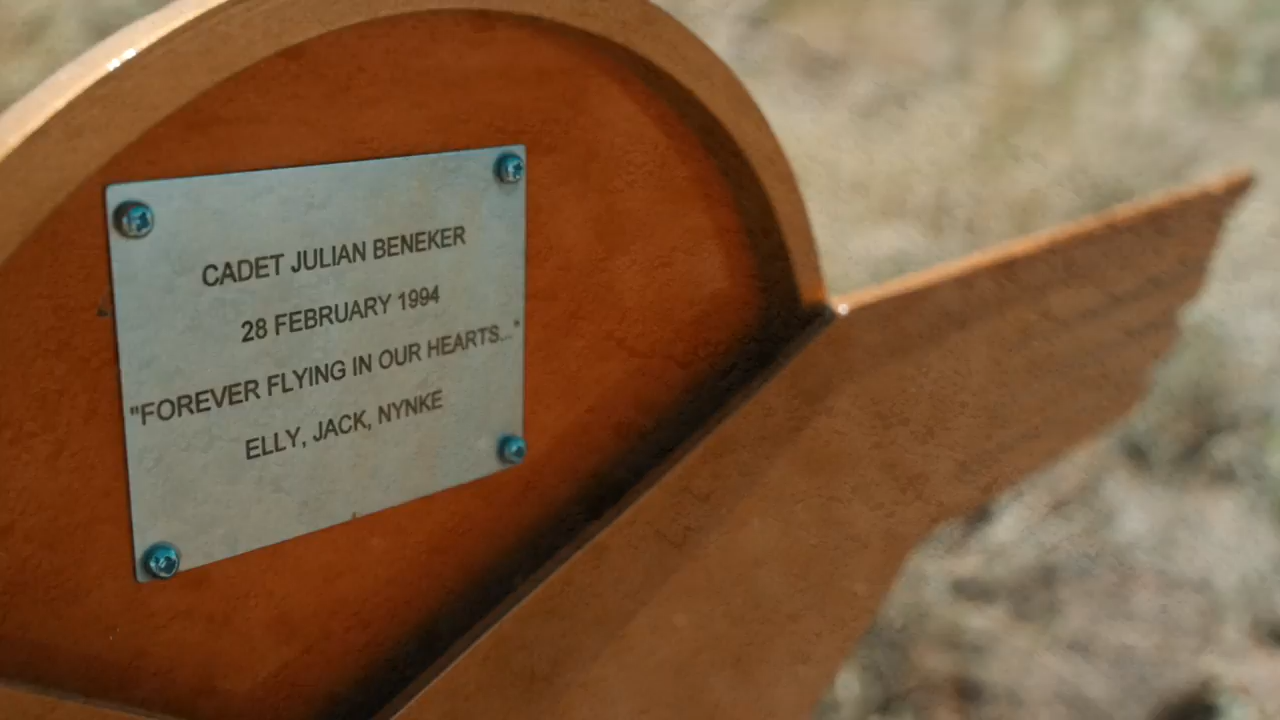 CADET JULIAN BENEKER
28 FEBRUARY 1994
"FOREVER FLYING IN OUR HEARTS..."
ELLY, JACK, NYNKE